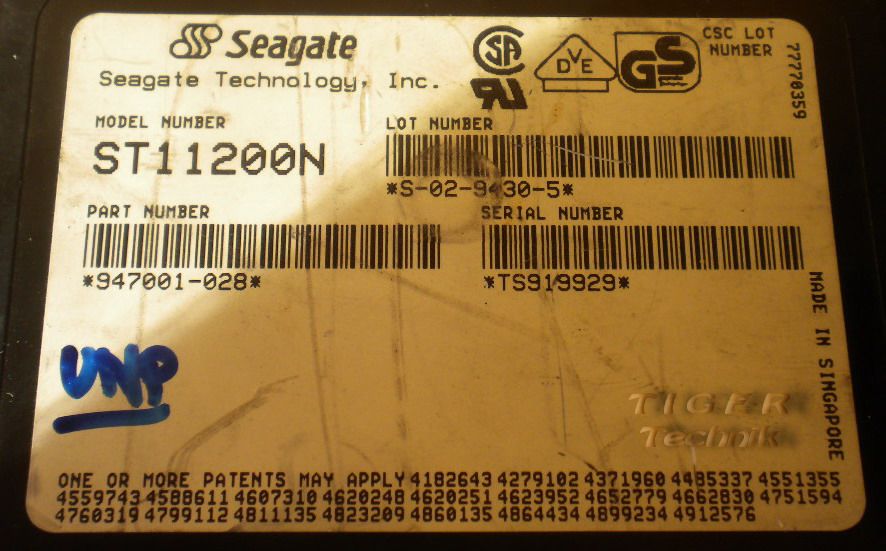 Seagate
Seagate Technology, Inc.
SA
DVE
GS
CSC LOT
NUMBER
77770359
MODEL NUMBER
ST11200N
LOT NUMBER
*S-02-9430-5*
PART NUMBER
*947001-028*
SERIAL NUMBER
*TS919929*
MADE IN SINGAPORE
UNP
TIGER
Technik
ONE OR MORE PATENTS MAY APPLY 4182643 4279102 4371960 4485337 4551355
4559743 4588611 4607310 4620248 4620251 4623952 4652779 4662830 4751594
4760319 4799112 4811135 4823209 4860135 4864434 4899234 4912576